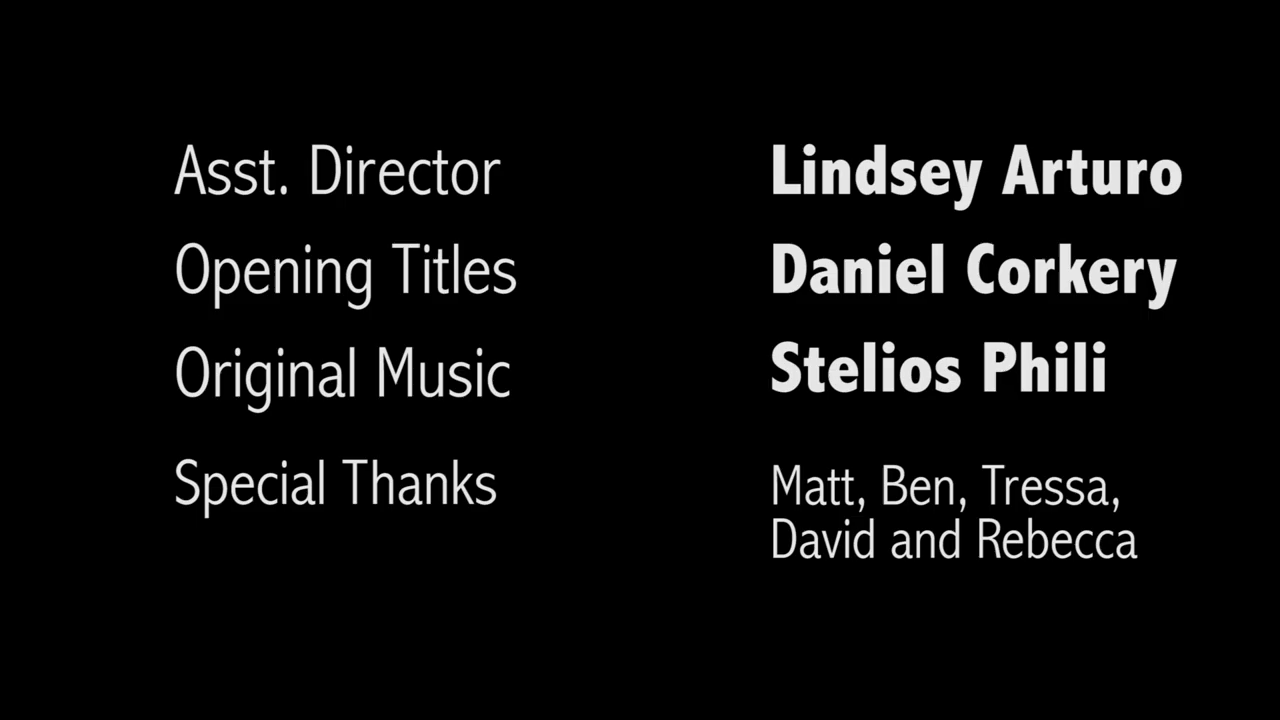 Asst. Director Lindsey Arturo
Opening Titles Daniel Corkery
Original Music Stelios Phili
Special Thanks Matt, Ben, Tressa,
David and Rebecca